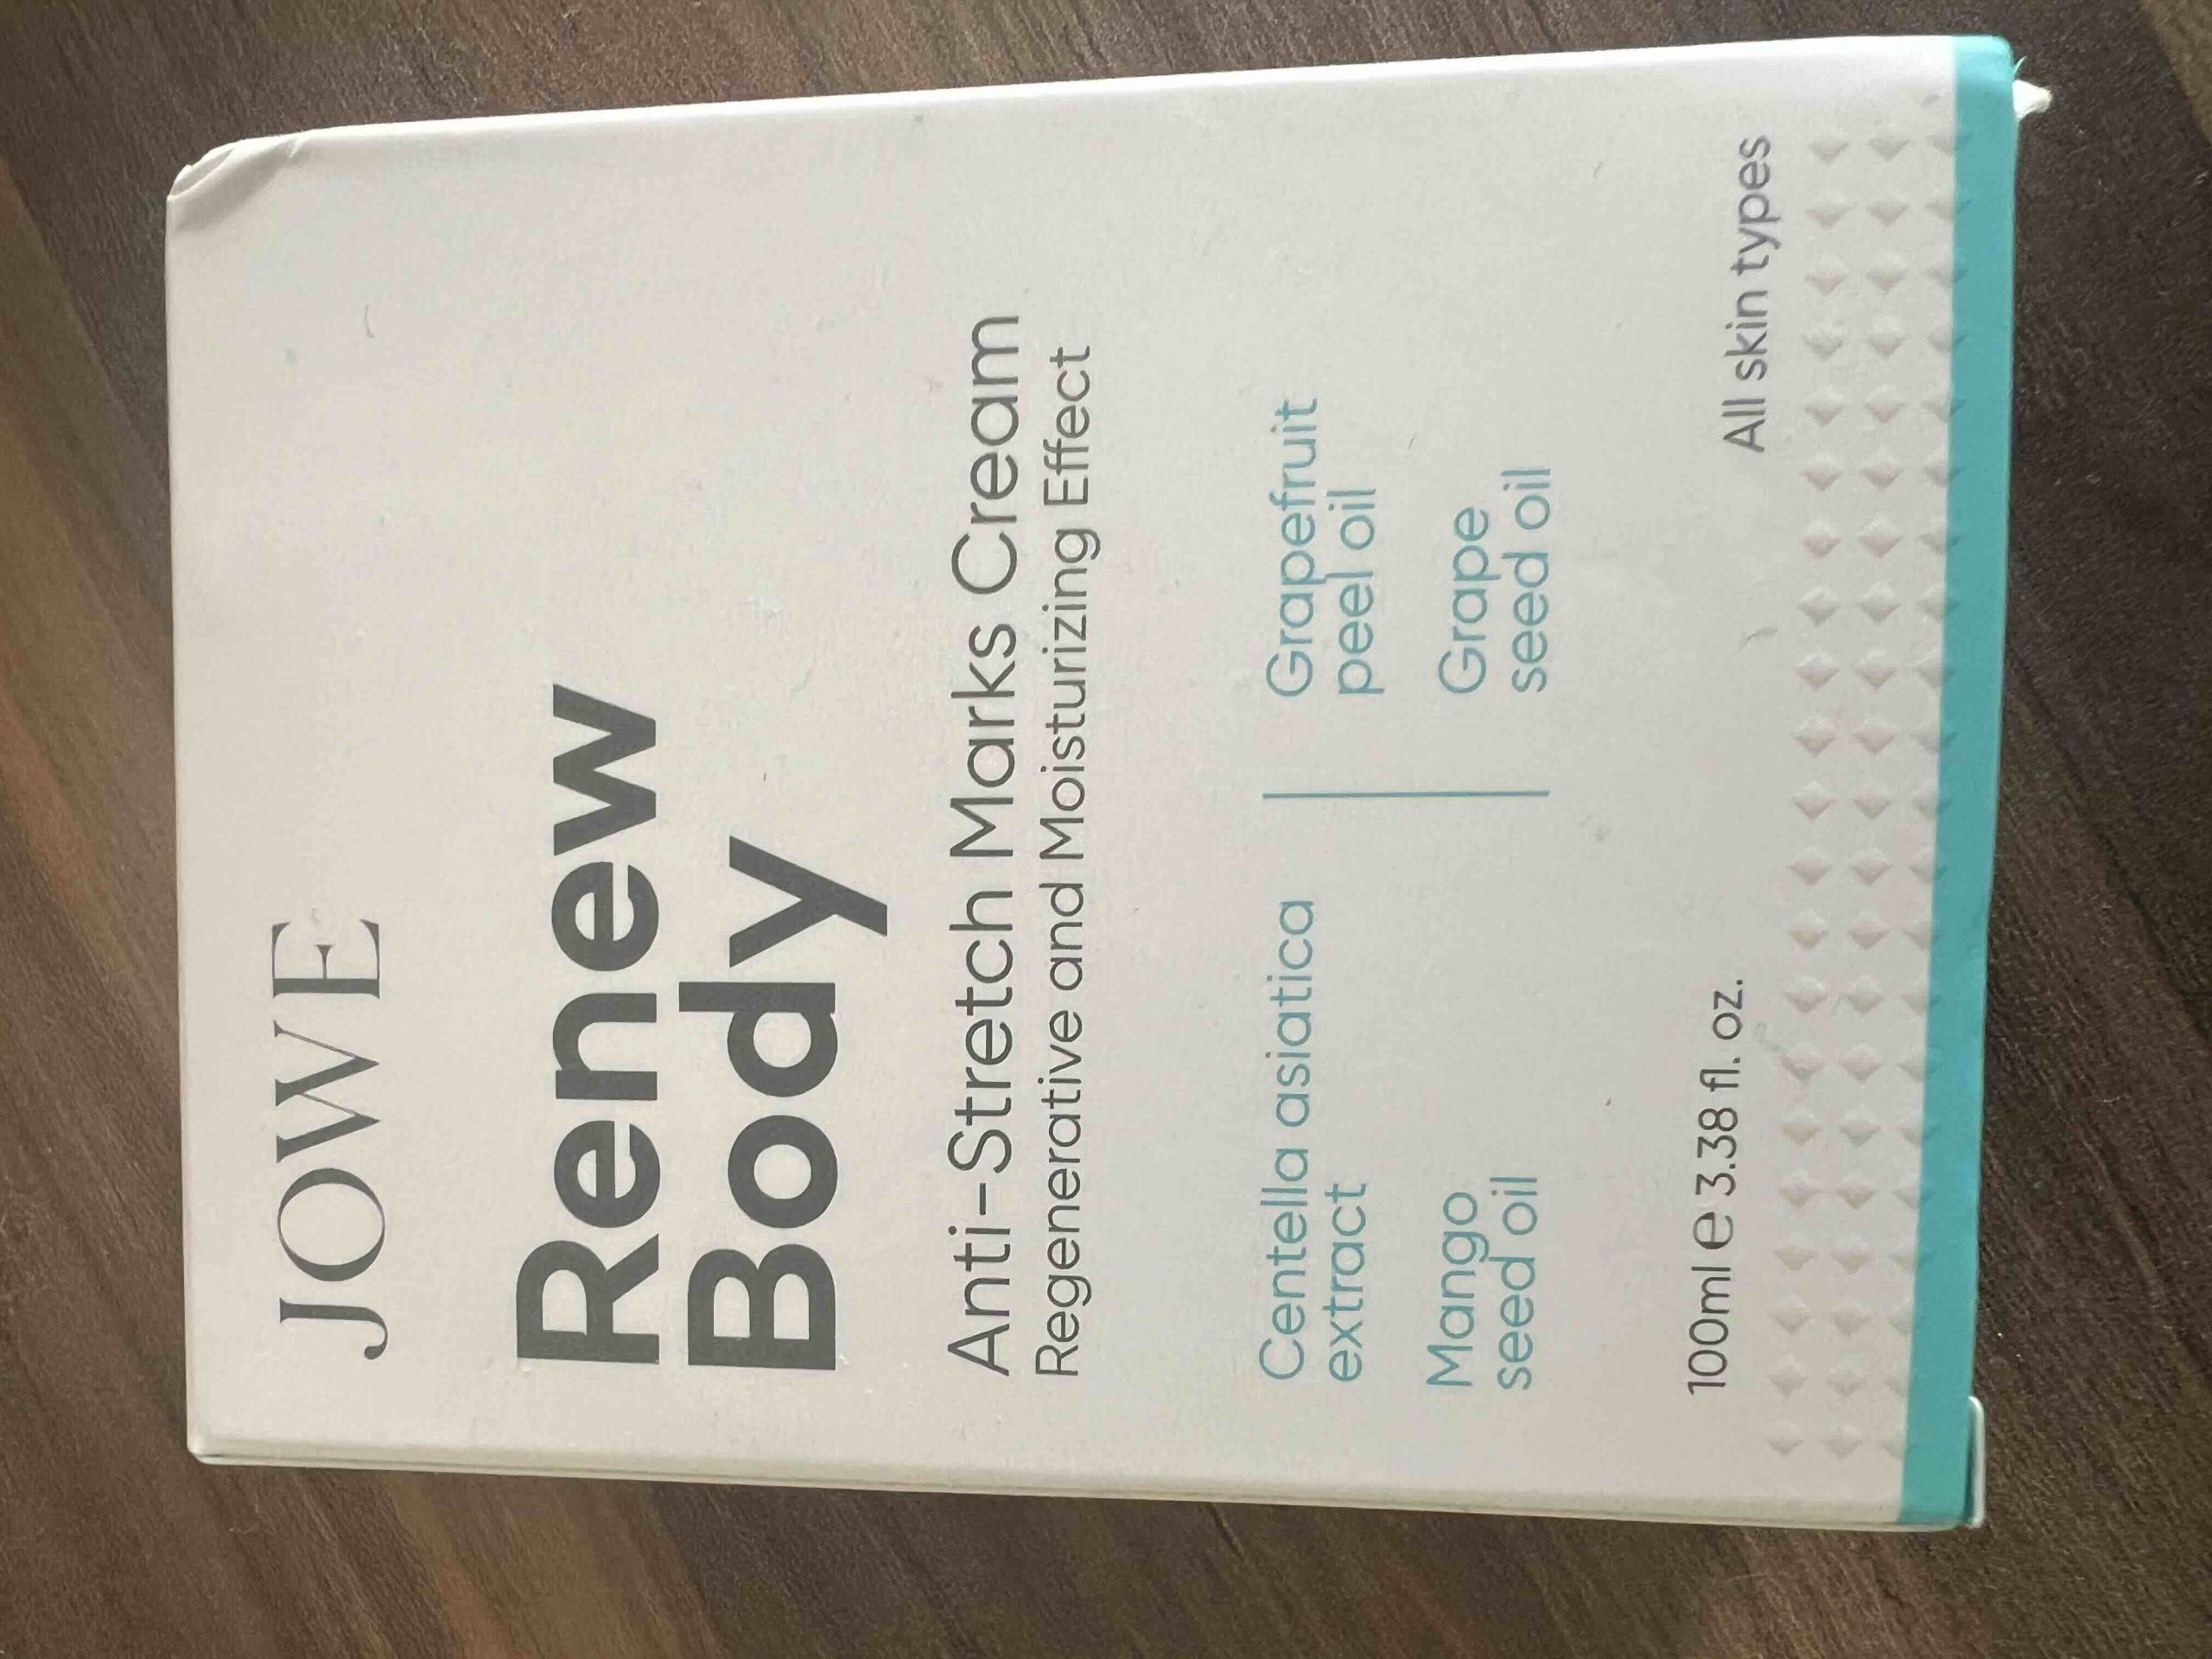 JOWE
Renew
Body
Anti-Stretch Marks Cream
Regenerative and Moisturizing Effect
Centella asiatica
extract
Grapefruit
peel oil
Mango
seed oil
Grape
seed oil
100ml ℮ 3.38 fl. oz.
All skin types